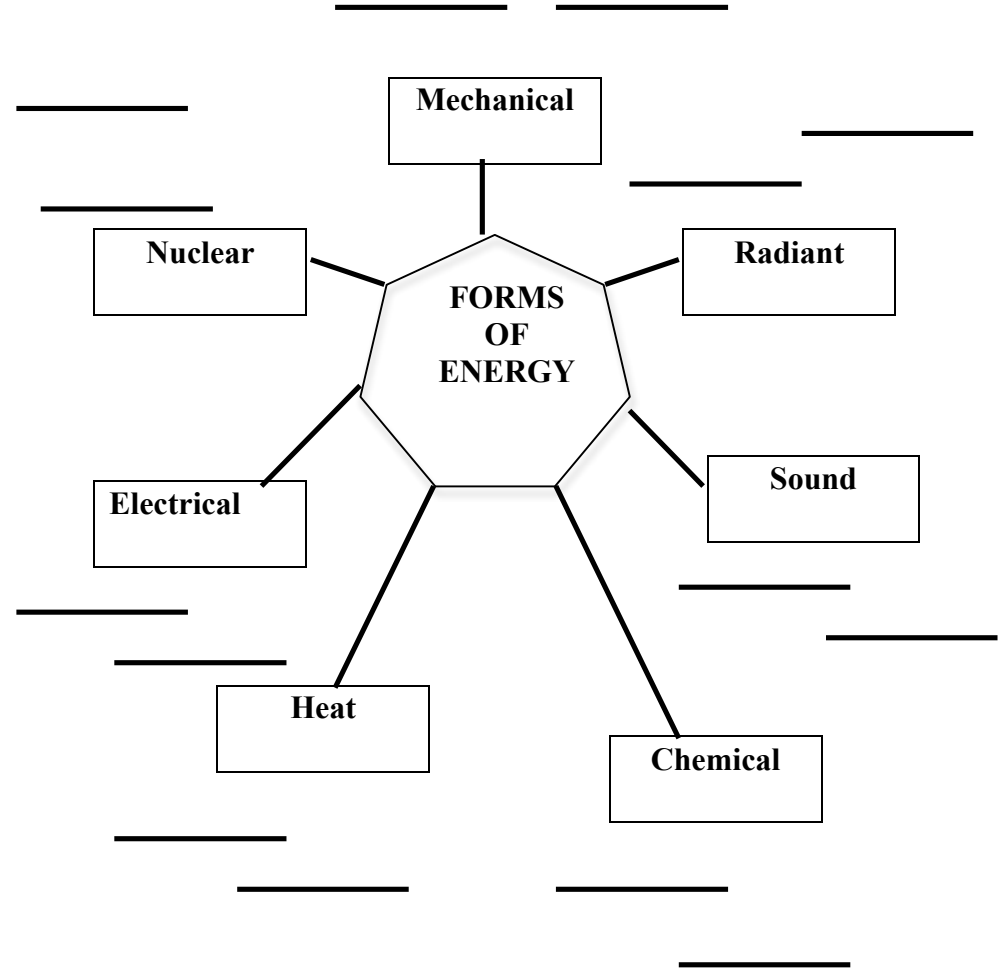 Mechanical
Nuclear
Radiant
FORMS
OF
ENERGY
Electrical
Sound
Heat
Chemical